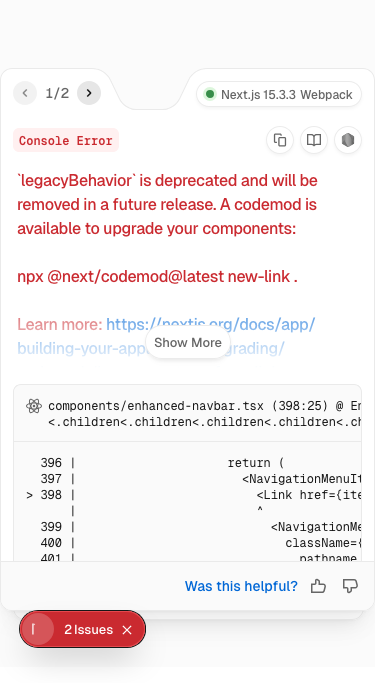 1/2
Next.js 15.3.3 Webpack
Console Error
`legacyBehavior` is deprecated and will be
removed in a future release. A codemod is
available to upgrade your components:
npx @next/codemod@latest new-link .
Learn more: https://nextjs.org/docs/app/
building-your-app grading/
Show More
components/enhanced-navbar.tsx (398:25) @ En
<.children<.children<.children<.children<.ch
396 | return (
397 | <NavigationMenuIt
> 398 | <Link href={ite
| ^
399 | <NavigationMe
400 | className={
401 | pathname
Was this helpful?
2 Issues